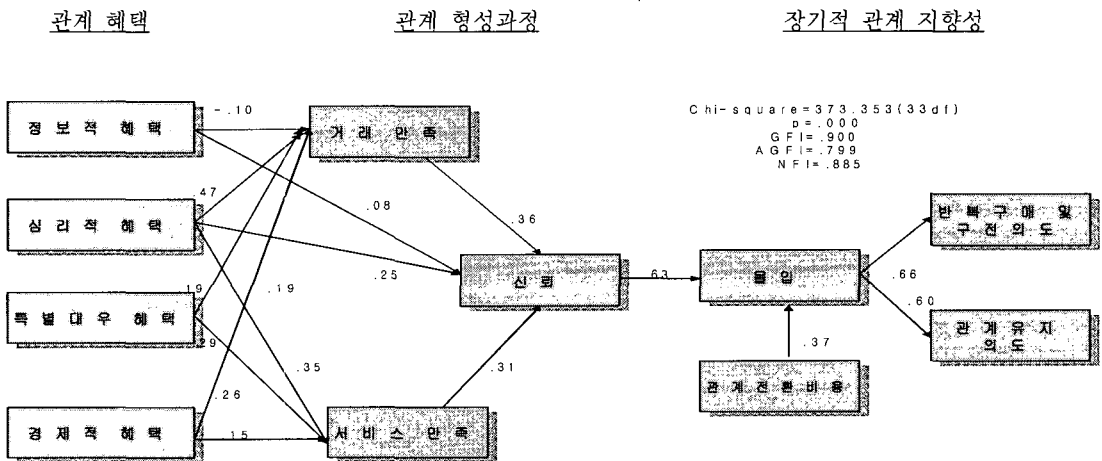 관계 혜택
관계 형성과정
장기적 관계 지향성
정보적 혜택
-.10
거래 만족
Chi-square=373.353(33df)
p=.000
GFI=.900
AGFI=.799
NFI=.885
심리적 혜택
.47
.08
.36
.25
신뢰
.63
몰입
반복구매 및
구전의도
.66
.60
관계유지
의도
특별대우 혜택
.19
.19
.29
.35
.31
.37
관계전환비용
경제적 혜택
.26
.15
서비스 만족